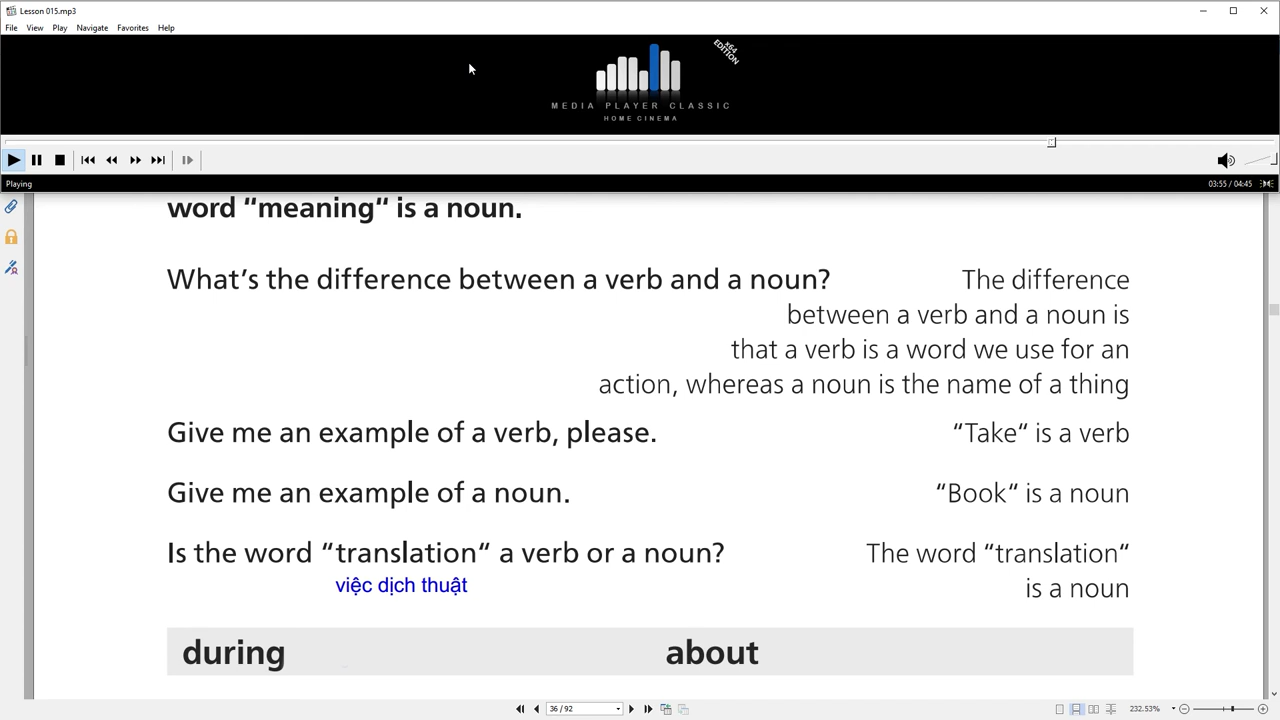 Lesson 015.mp3
File View Play Navigate Favorites Help
x64
EDITION
MEDIA PLAYER CLASSIC
HOME CINEMA
Playing
03:55 / 04:45
word “meaning“ is a noun.
What’s the difference between a verb and a noun? The difference
between a verb and a noun is
that a verb is a word we use for an
action, whereas a noun is the name of a thing
Give me an example of a verb, please. “Take“ is a verb
Give me an example of a noun. “Book“ is a noun
Is the word “translation“ a verb or a noun? The word “translation“
việc dịch thuật is a noun
during about
36 / 92
232.53%